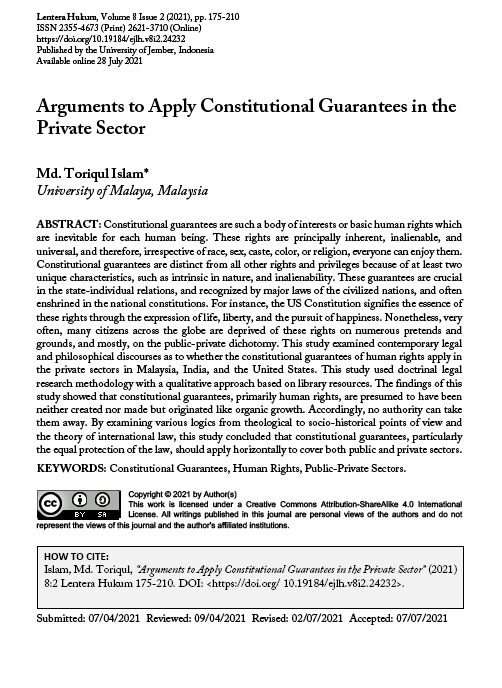 Lentera Hukum, Volume 8 Issue 2 (2021), pp. 175-210
ISSN 2355-4673 (Print) 2621-3710 (Online)
https://doi.org/10.19184/ejlh.v8i2.24232
Published by the University of Jember, Indonesia
Available online 28 July 2021
Arguments to Apply Constitutional Guarantees in the
Private Sector
Md. Toriqul Islam*
University of Malaya, Malaysia
ABSTRACT: Constitutional guarantees are such a body of interests or basic human rights which
are inevitable for each human being. These rights are principally inherent, inalienable, and
universal, and therefore, irrespective of race, sex, caste, color, or religion, everyone can enjoy them.
Constitutional guarantees are distinct from all other rights and privileges because of at least two
unique characteristics, such as intrinsic in nature, and inalienability. These guarantees are crucial
in the state-individual relations, and recognized by major laws of the civilized nations, and often
enshrined in the national constitutions. For instance, the US Constitution signifies the essence of
these rights through the expression of life, liberty, and the pursuit of happiness. Nonetheless, very
often, many citizens across the globe are deprived of these rights on numerous pretends and
grounds, and mostly, on the public-private dichotomy. This study examined contemporary legal
and philosophical discourses as to whether the constitutional guarantees of human rights apply in
the private sectors in Malaysia, India, and the United States. This study used doctrinal legal
research methodology with a qualitative approach based on library resources. The findings of this
study showed that constitutional guarantees, primarily human rights, are presumed to have been
neither created nor made but originated like organic growth. Accordingly, no authority can take
them away. By examining various logics from theological to socio-historical points of view and
the theory of international law, this study concluded that constitutional guarantees, particularly
the equal protection of the law, should apply horizontally to cover both public and private sectors.
KEYWORDS: Constitutional Guarantees, Human Rights, Public-Private Sectors.
cc BY SA
Copyright © 2021 by Author(s)
This work is licensed under a Creative Commons Attribution-ShareAlike 4.0 International
License. All writings published in this journal are personal views of the authors and do not
represent the views of this journal and the author's affiliated institutions.
HOW TO CITE:
Islam, Md. Toriqul, "Arguments to Apply Constitutional Guarantees in the Private Sector" (2021)
8:2 Lentera Hukum 175-210. DOI: <https://doi.org/ 10.19184/ejlh.v8i2.24232>.
Submitted: 07/04/2021 Reviewed: 09/04/2021 Revised: 02/07/2021 Accepted: 07/07/2021